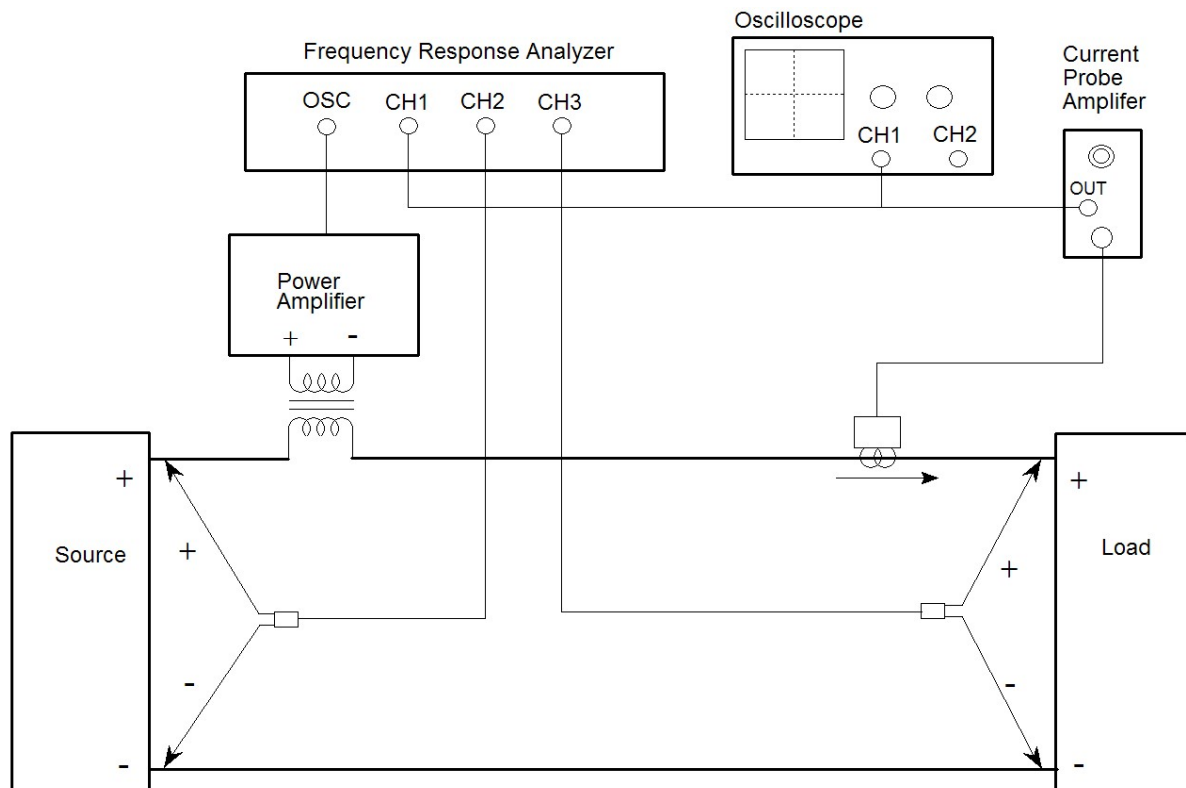 Oscilloscope
Frequency Response Analyzer
Current
Probe
Amplifer
OSC
CH1
CH2
CH3
CH1
CH2
OUT
Power
Amplifier
+
-
+
+
+
Source
+
Load
-
-
-
-